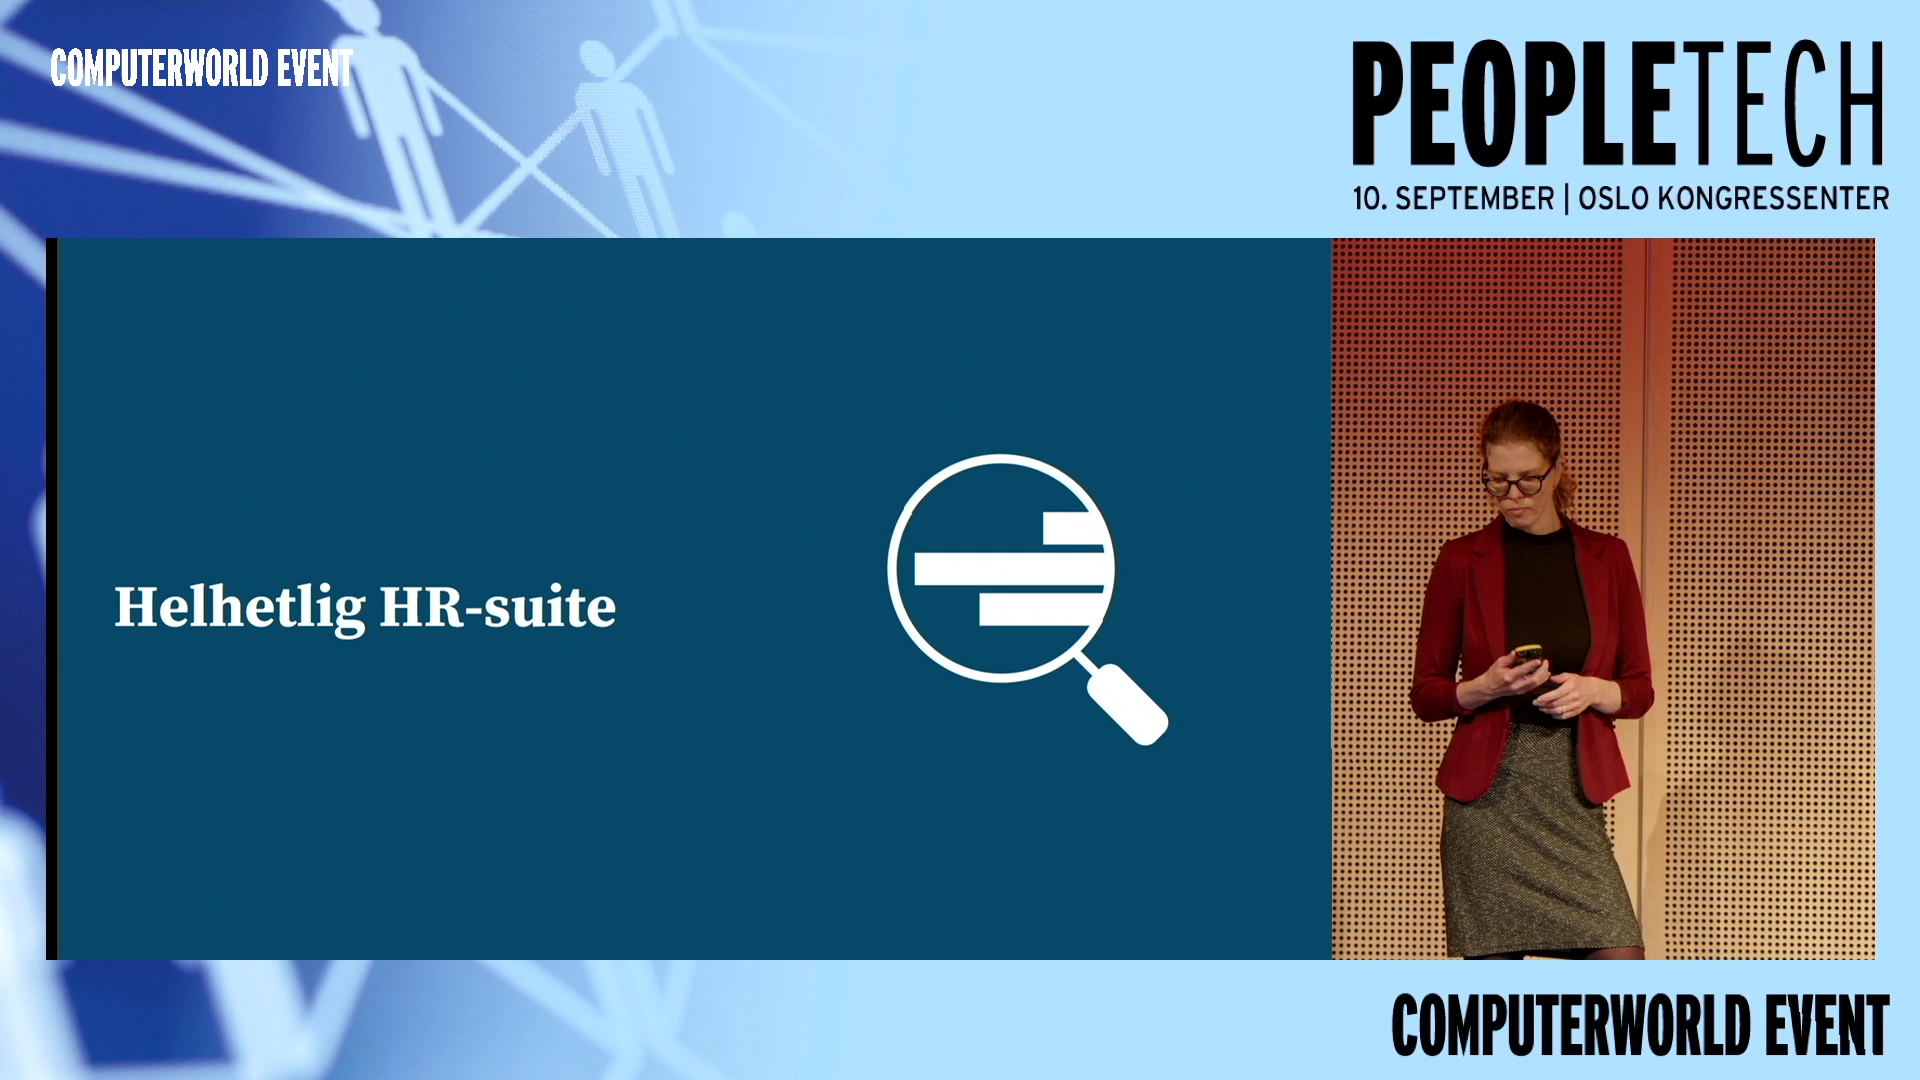 COMPUTERWORLD EVENT
PEOPLETECH
10. SEPTEMBER | OSLO KONGRESSENTER
Helhetlig HR-suite
COMPUTERWORLD EVENT